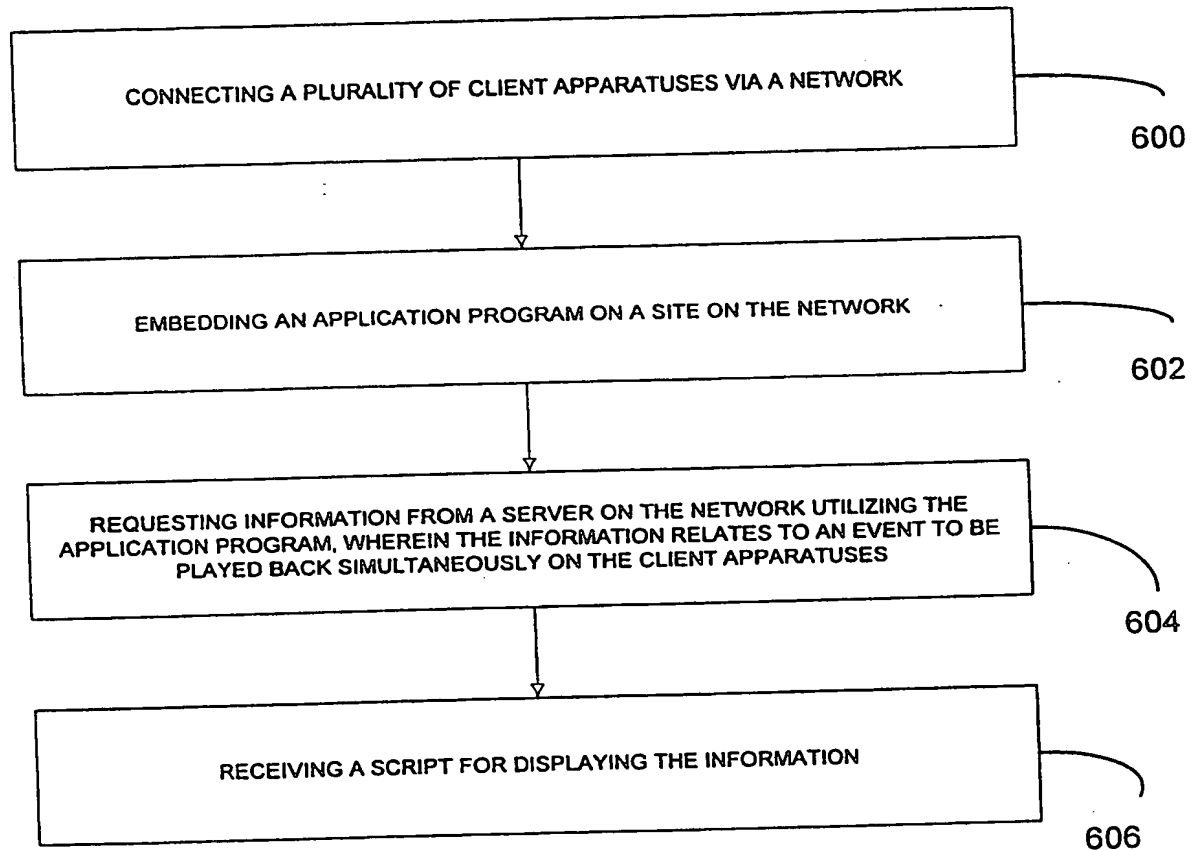 CONNECTING A PLURALITY OF CLIENT APPARATUSES VIA A NETWORK
600
EMBEDDING AN APPLICATION PROGRAM ON A SITE ON THE NETWORK
602
REQUESTING INFORMATION FROM A SERVER ON THE NETWORK UTILIZING THE
APPLICATION PROGRAM, WHEREIN THE INFORMATION RELATES TO AN EVENT TO BE
PLAYED BACK SIMULTANEOUSLY ON THE CLIENT APPARATUSES
604
RECEIVING A SCRIPT FOR DISPLAYING THE INFORMATION
606